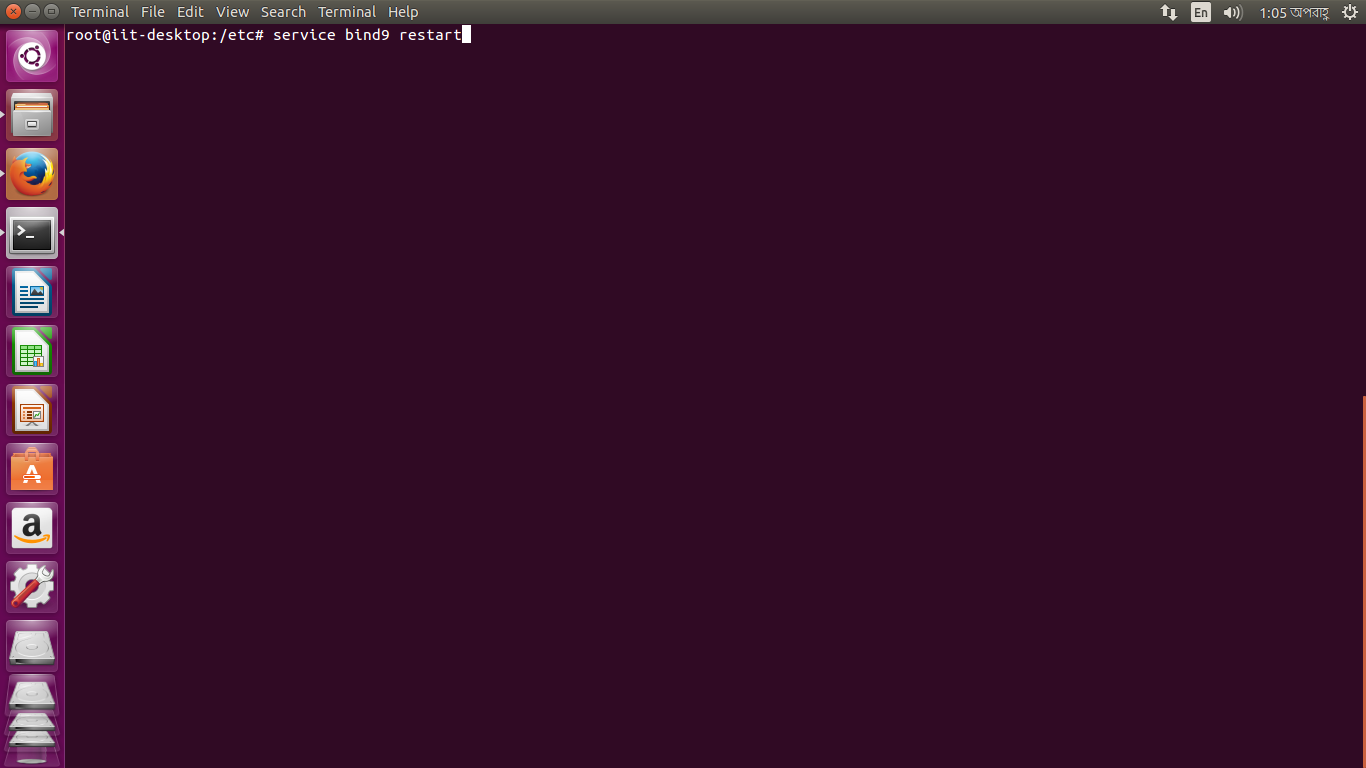 Terminal File Edit View Search Terminal Help En 1:05 অপরাহ্ণ
root@iit-desktop:/etc# service bind9 restart